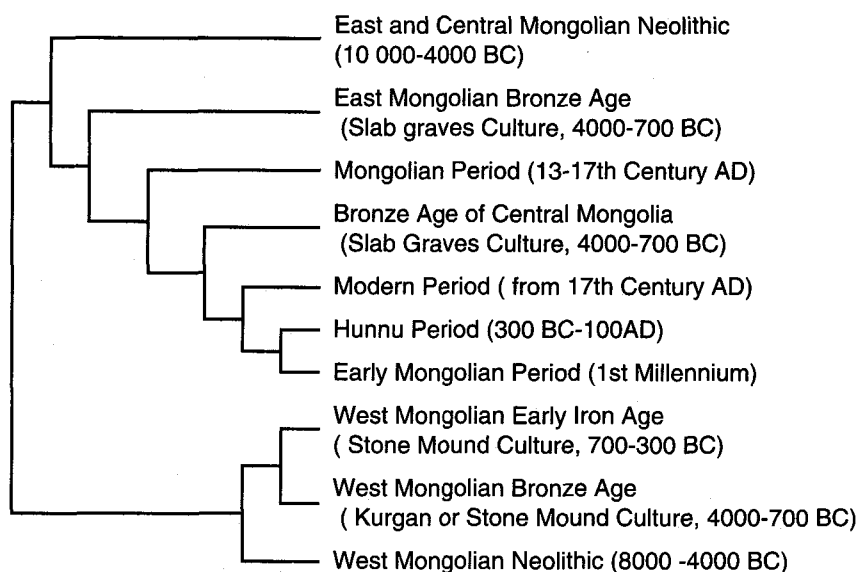 East and Central Mongolian Neolithic
(10 000-4000 BC)
East Mongolian Bronze Age
(Slab graves Culture, 4000-700 BC)
Mongolian Period (13-17th Century AD)
Bronze Age of Central Mongolia
(Slab Graves Culture, 4000-700 BC)
Modern Period ( from 17th Century AD)
Hunnu Period (300 BC-100AD)
Early Mongolian Period (1st Millennium)
West Mongolian Early Iron Age
( Stone Mound Culture, 700-300 BC)
West Mongolian Bronze Age
( Kurgan or Stone Mound Culture, 4000-700 BC)
West Mongolian Neolithic (8000 -4000 BC)